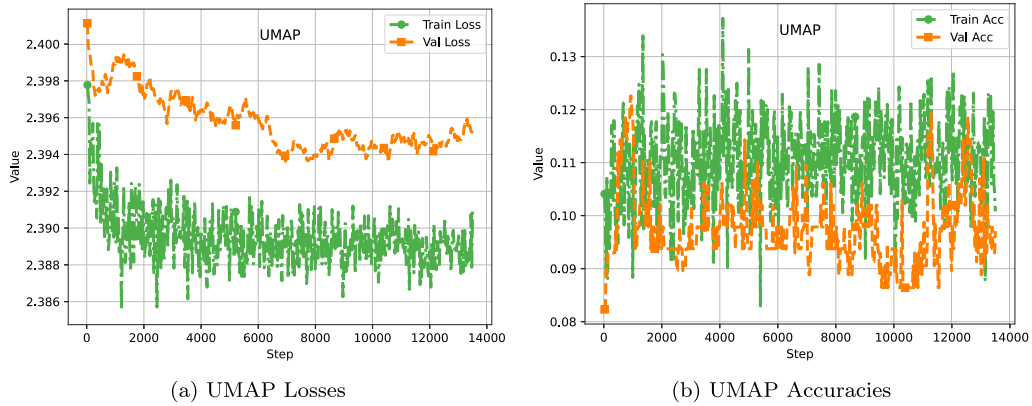 UMAP
Train Loss
Val Loss
2.400
2.398
2.396
2.394
2.392
2.390
2.388
2.386
Value
0
2000
4000
6000
8000
10000
12000
14000
Step
(a) UMAP Losses
UMAP
Train Acc
Val Acc
0.13
0.12
0.11
0.10
0.09
0.08
Value
0
2000
4000
6000
8000
10000
12000
14000
Step
(b) UMAP Accuracies